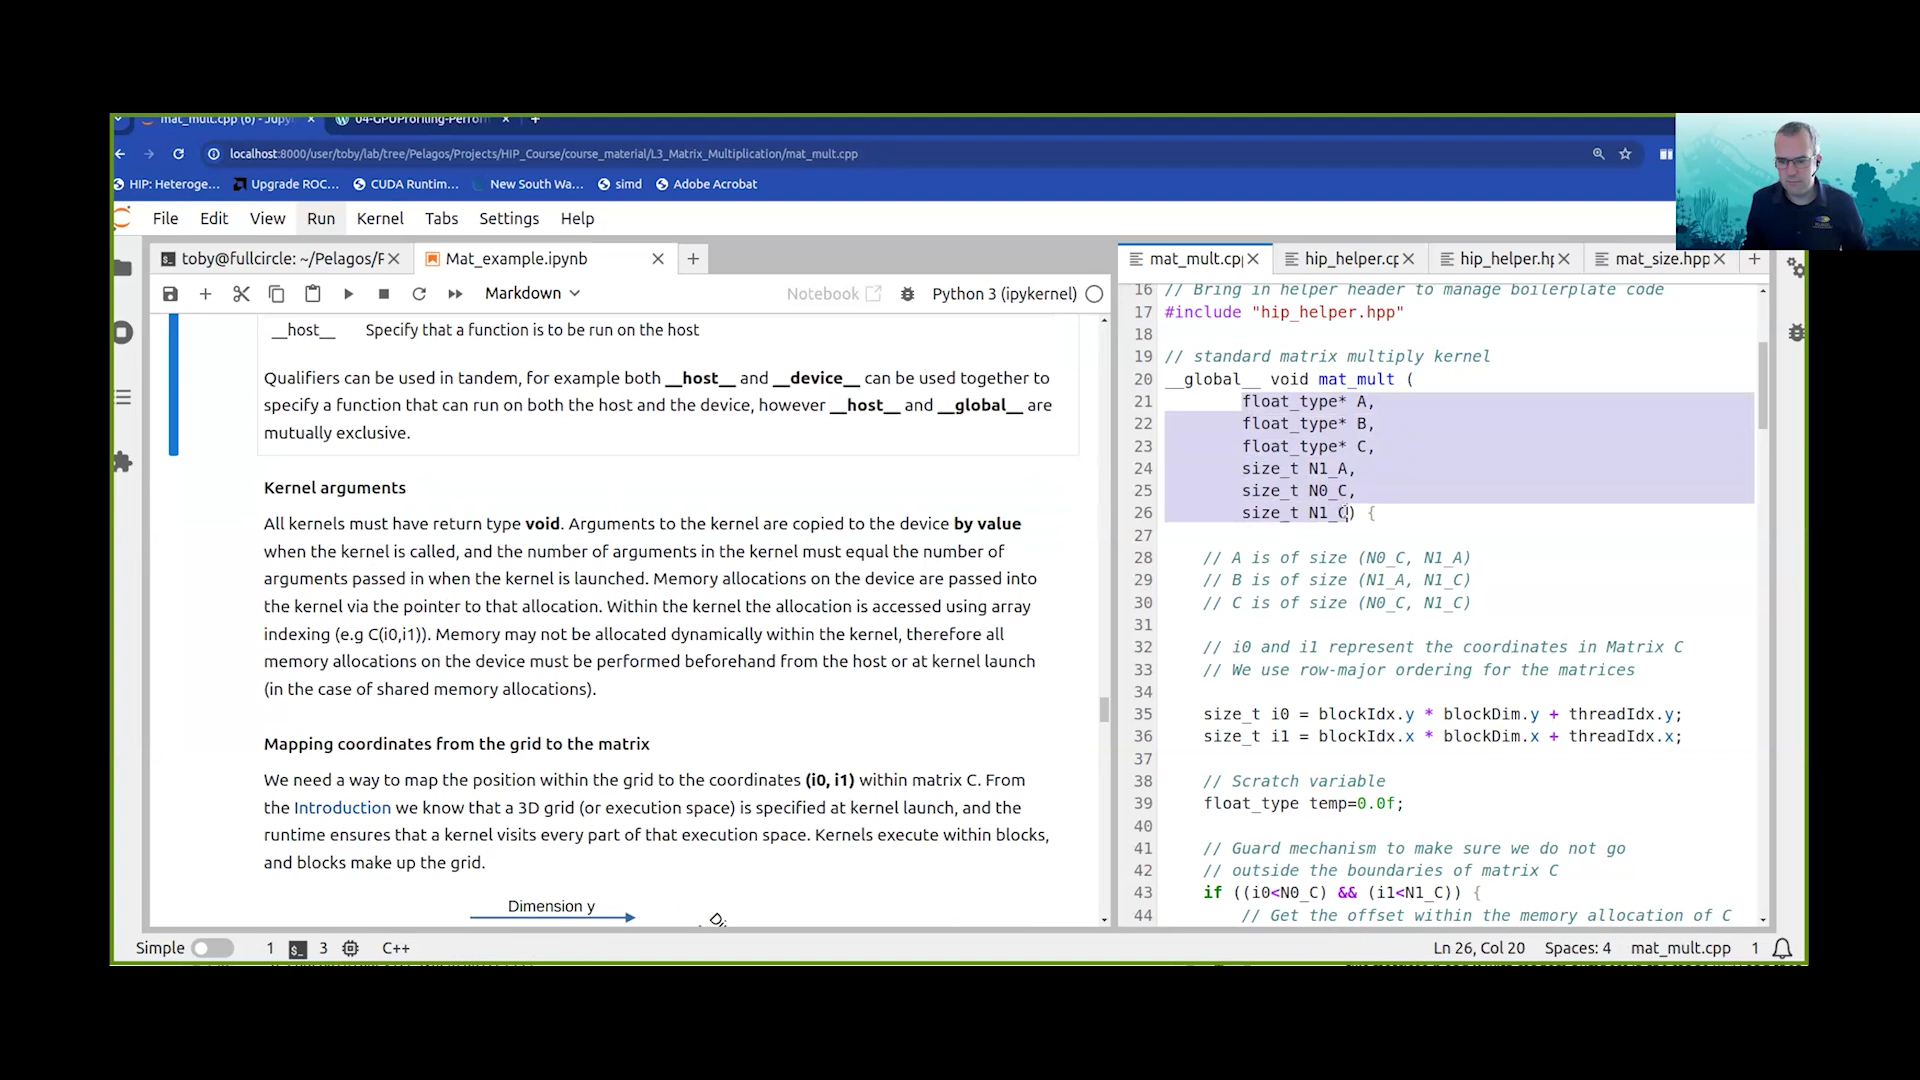 mat_mult.cpp (6) - Jupyt
04-GPUProfiling-Perform
localhost:8000/user/toby/lab/tree/Pelagos/Projects/HIP_Course/course_material/L3_Matrix_Multiplication/mat_mult.cpp
HIP: Heteroge... Upgrade ROC... CUDA Runtim... New South Wa... simd Adobe Acrobat
File Edit View Run Kernel Tabs Settings Help
toby@fullcircle: ~/Pelagos/P
Mat_example.ipynb
mat_mult.cp
hip_helper.cp
hip_helper.h
mat_size.hpp
Markdown
Notebook
Python 3 (ipykernel)
__host__ Specify that a function is to be run on the host
Qualifiers can be used in tandem, for example both __host__ and __device__ can be used together to
specify a function that can run on both the host and the device, however __host__ and __global__ are
mutually exclusive.
Kernel arguments
All kernels must have return type void. Arguments to the kernel are copied to the device by value
when the kernel is called, and the number of arguments in the kernel must equal the number of
arguments passed in when the kernel is launched. Memory allocations on the device are passed into
the kernel via the pointer to that allocation. Within the kernel the allocation is accessed using array
indexing (e.g C(i0,i1)). Memory may not be allocated dynamically within the kernel, therefore all
memory allocations on the device must be performed beforehand from the host or at kernel launch
(in the case of shared memory allocations).
Mapping coordinates from the grid to the matrix
We need a way to map the position within the grid to the coordinates (i0, i1) within matrix C. From
the Introduction we know that a 3D grid (or execution space) is specified at kernel launch, and the
runtime ensures that a kernel visits every part of that execution space. Kernels execute within blocks,
and blocks make up the grid.
Dimension y
16 // Bring in helper header to manage boilerplate code
17 #include "hip_helper.hpp"
18
19 // standard matrix multiply kernel
20 __global__ void mat_mult (
21 float_type* A,
22 float_type* B,
23 float_type* C,
24 size_t N1_A,
25 size_t N0_C,
26 size_t N1_C) {
27
28 // A is of size (N0_C, N1_A)
29 // B is of size (N1_A, N1_C)
30 // C is of size (N0_C, N1_C)
31
32 // i0 and i1 represent the coordinates in Matrix C
33 // We use row-major ordering for the matrices
34
35 size_t i0 = blockIdx.y * blockDim.y + threadIdx.y;
36 size_t i1 = blockIdx.x * blockDim.x + threadIdx.x;
37
38 // Scratch variable
39 float_type temp=0.0f;
40
41 // Guard mechanism to make sure we do not go
42 // outside the boundaries of matrix C
43 if ((i0<N0_C) && (i1<N1_C)) {
44 // Get the offset within the memory allocation of C
Simple 1 3 C++ Ln 26, Col 20 Spaces: 4 mat_mult.cpp 1